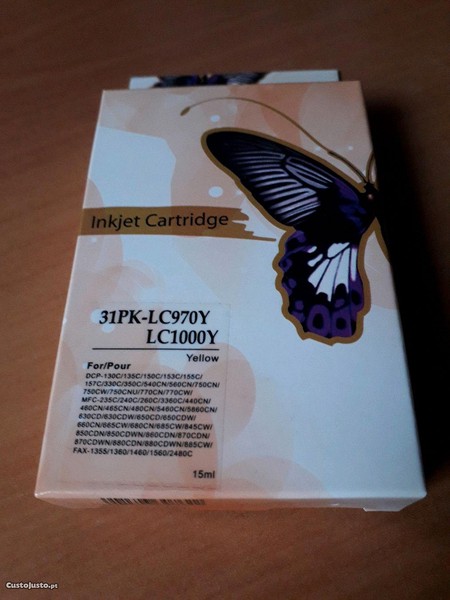 Inkjet Cartridge
31PK-LC970Y
LC1000Y
Yellow
For/Pour
DCP-130C/135C/150C/153C/155C/
157C/330C/350C/540CN/560CN/750CN/
750CW/750CNU/770CN/770CW/
MFC-235C/240C/260C/3360C/440CN/
460CN/465CN/480CN/5460CN/5860CN/
630CD/630CDW/650CD/650CDW/
660CN/665CW/680CN/685CW/845CW/
850CDN/850CDWN/860CDN/870CDN/
870CDWN/880CDN/880CDWN/885CW/
FAX-1355/1360/1460/1560/2480C
15ml
CustoJusto.pt